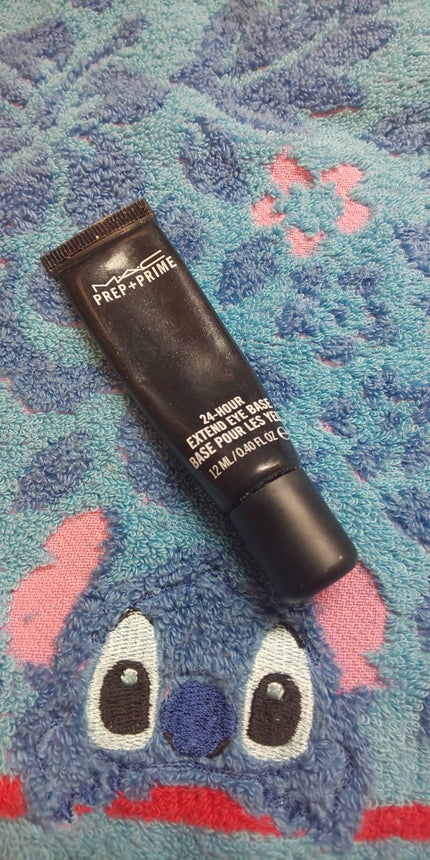 MAC
PREP+PRIME
24-HOUR
EXTEND EYE BASE
BASE POUR LES YEUX
12 ML / 0.40 FL.OZ ℮